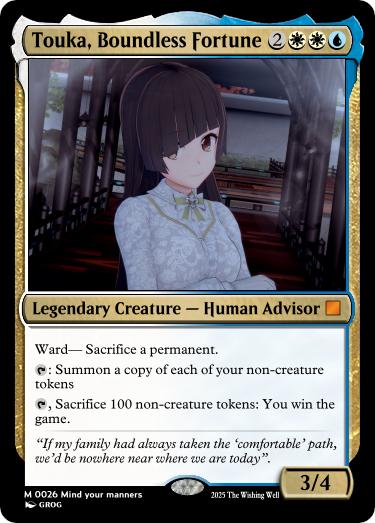 Touka, Boundless Fortune 2
Legendary Creature — Human Advisor
Ward— Sacrifice a permanent.
: Summon a copy of each of your non-creature
tokens
, Sacrifice 100 non-creature tokens: You win the
game.
“If my family had always taken the ‘comfortable’ path,
we’d be nowhere near where we are today”.
3/4
M 0026 Mind your manners
2025 The Wishing Well
GROG